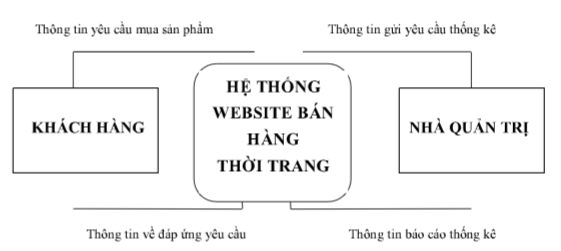 Thông tin yêu cầu mua sản phẩm
Thông tin gửi yêu cầu thống kê
HỆ THỐNG
WEBSITE BÁN
HÀNG
THỜI TRANG
KHÁCH HÀNG
NHÀ QUẢN TRỊ
Thông tin về đáp ứng yêu cầu
Thông tin báo cáo thống kê